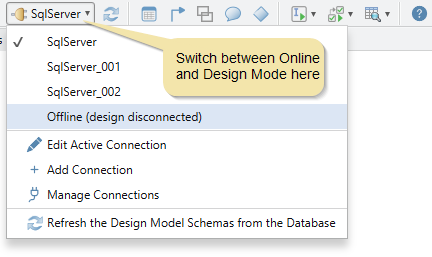 SqlServer
SqlServer
SqlServer_001
SqlServer_002
Offline (design disconnected)
Edit Active Connection
Add Connection
Manage Connections
Refresh the Design Model Schemas from the Database
Switch between Online
and Design Mode here